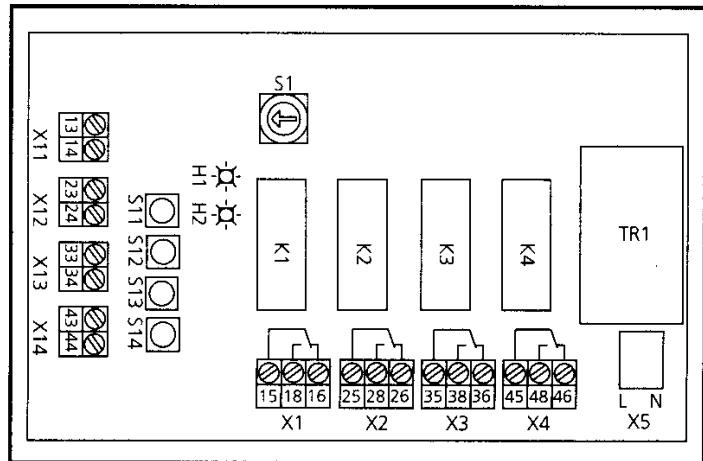 S1
X11
13
14
X12
23
24
X13
33
34
X14
43
44
S11
S12
S13
S14
H1
H2
K1
K2
K3
K4
TR1
15 18 16
25 28 26
35 38 36
45 48 46
L N
X1 X2 X3 X4 X5